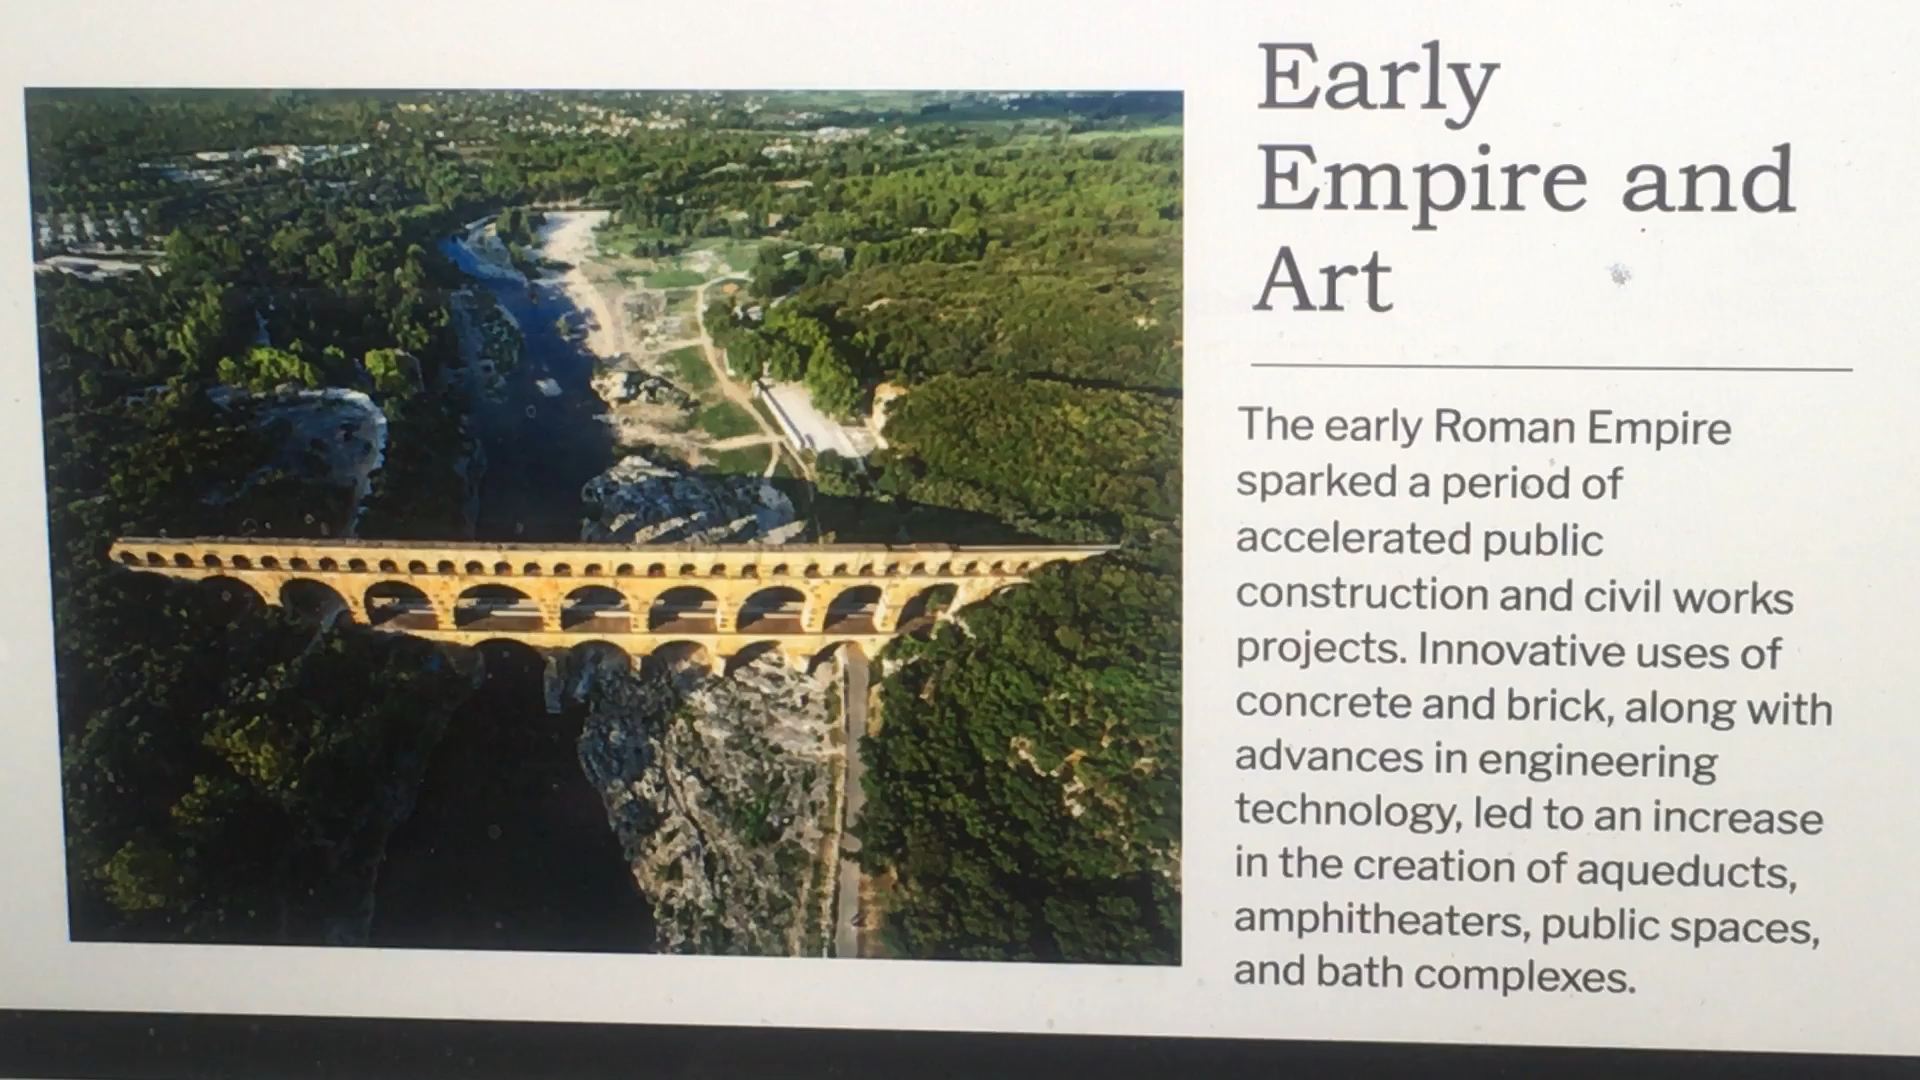 Early
Empire and
Art
The early Roman Empire
sparked a period of
accelerated public
construction and civil works
projects. Innovative uses of
concrete and brick, along with
advances in engineering
technology, led to an increase
in the creation of aqueducts,
amphitheaters, public spaces,
and bath complexes.